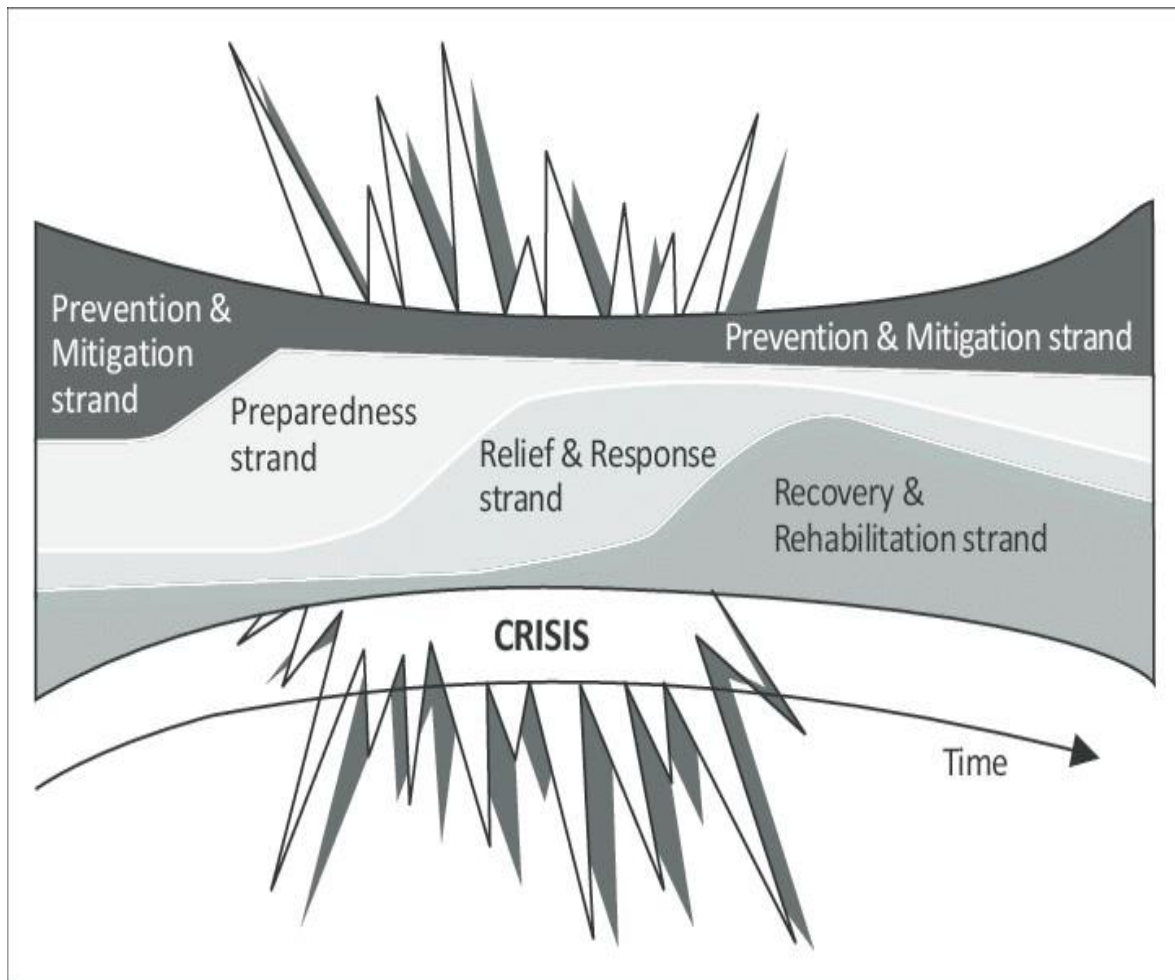 Prevention &
Mitigation
strand
Prevention & Mitigation strand
Preparedness
strand
Relief & Response
strand
Recovery &
Rehabilitation strand
CRISIS
Time